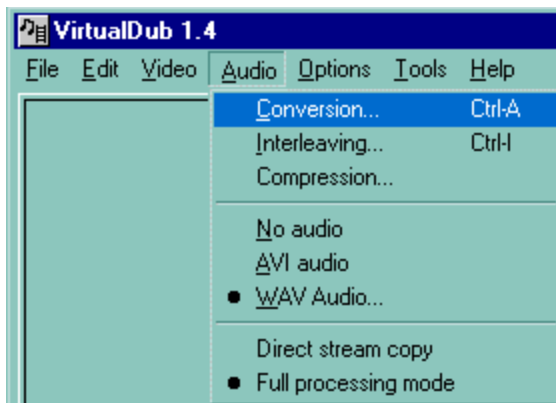 VirtualDub 1.4
File Edit Video Audio Options Tools Help
Conversion... Ctrl-A
Interleaving... Ctrl-I
Compression...
No audio
AVI audio
WAV Audio...
Direct stream copy
Full processing mode